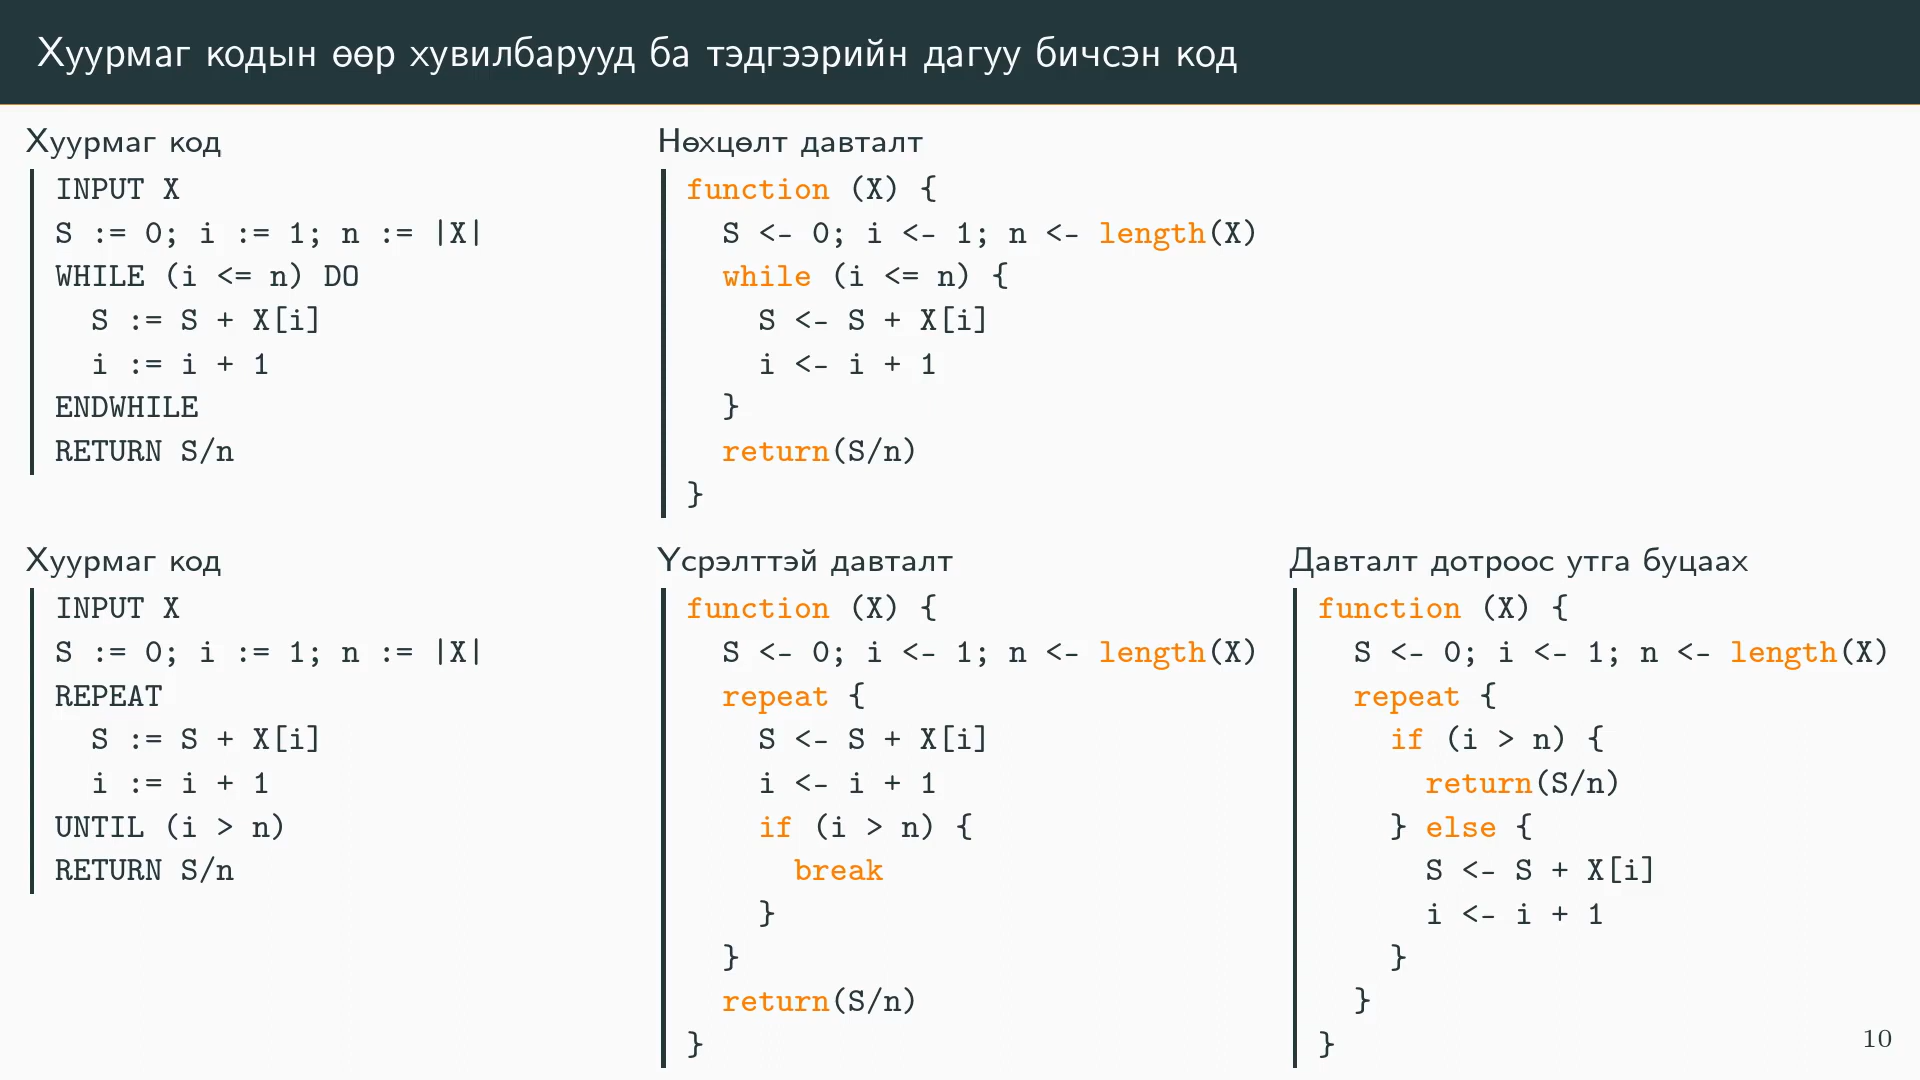 Хуурмаг кодын өөр хувилбарууд ба тэдгээрийн дагуу бичсэн код
Хуурмаг код
INPUT X
S := 0; i := 1; n := |X|
WHILE (i <= n) DO
  S := S + X[i]
  i := i + 1
ENDWHILE
RETURN S/n
Нөхцөлт давталт
function (X) {
  S <- 0; i <- 1; n <- length(X)
  while (i <= n) {
    S <- S + X[i]
    i <- i + 1
  }
  return(S/n)
}
Хуурмаг код
INPUT X
S := 0; i := 1; n := |X|
REPEAT
  S := S + X[i]
  i := i + 1
UNTIL (i > n)
RETURN S/n
Үсрэлттэй давталт
function (X) {
  S <- 0; i <- 1; n <- length(X)
  repeat {
    S <- S + X[i]
    i <- i + 1
    if (i > n) {
      break
    }
  }
  return(S/n)
}
Давталт дотроос утга буцаах
function (X) {
  S <- 0; i <- 1; n <- length(X)
  repeat {
    if (i > n) {
      return(S/n)
    } else {
      S <- S + X[i]
      i <- i + 1
    }
  }
}
10